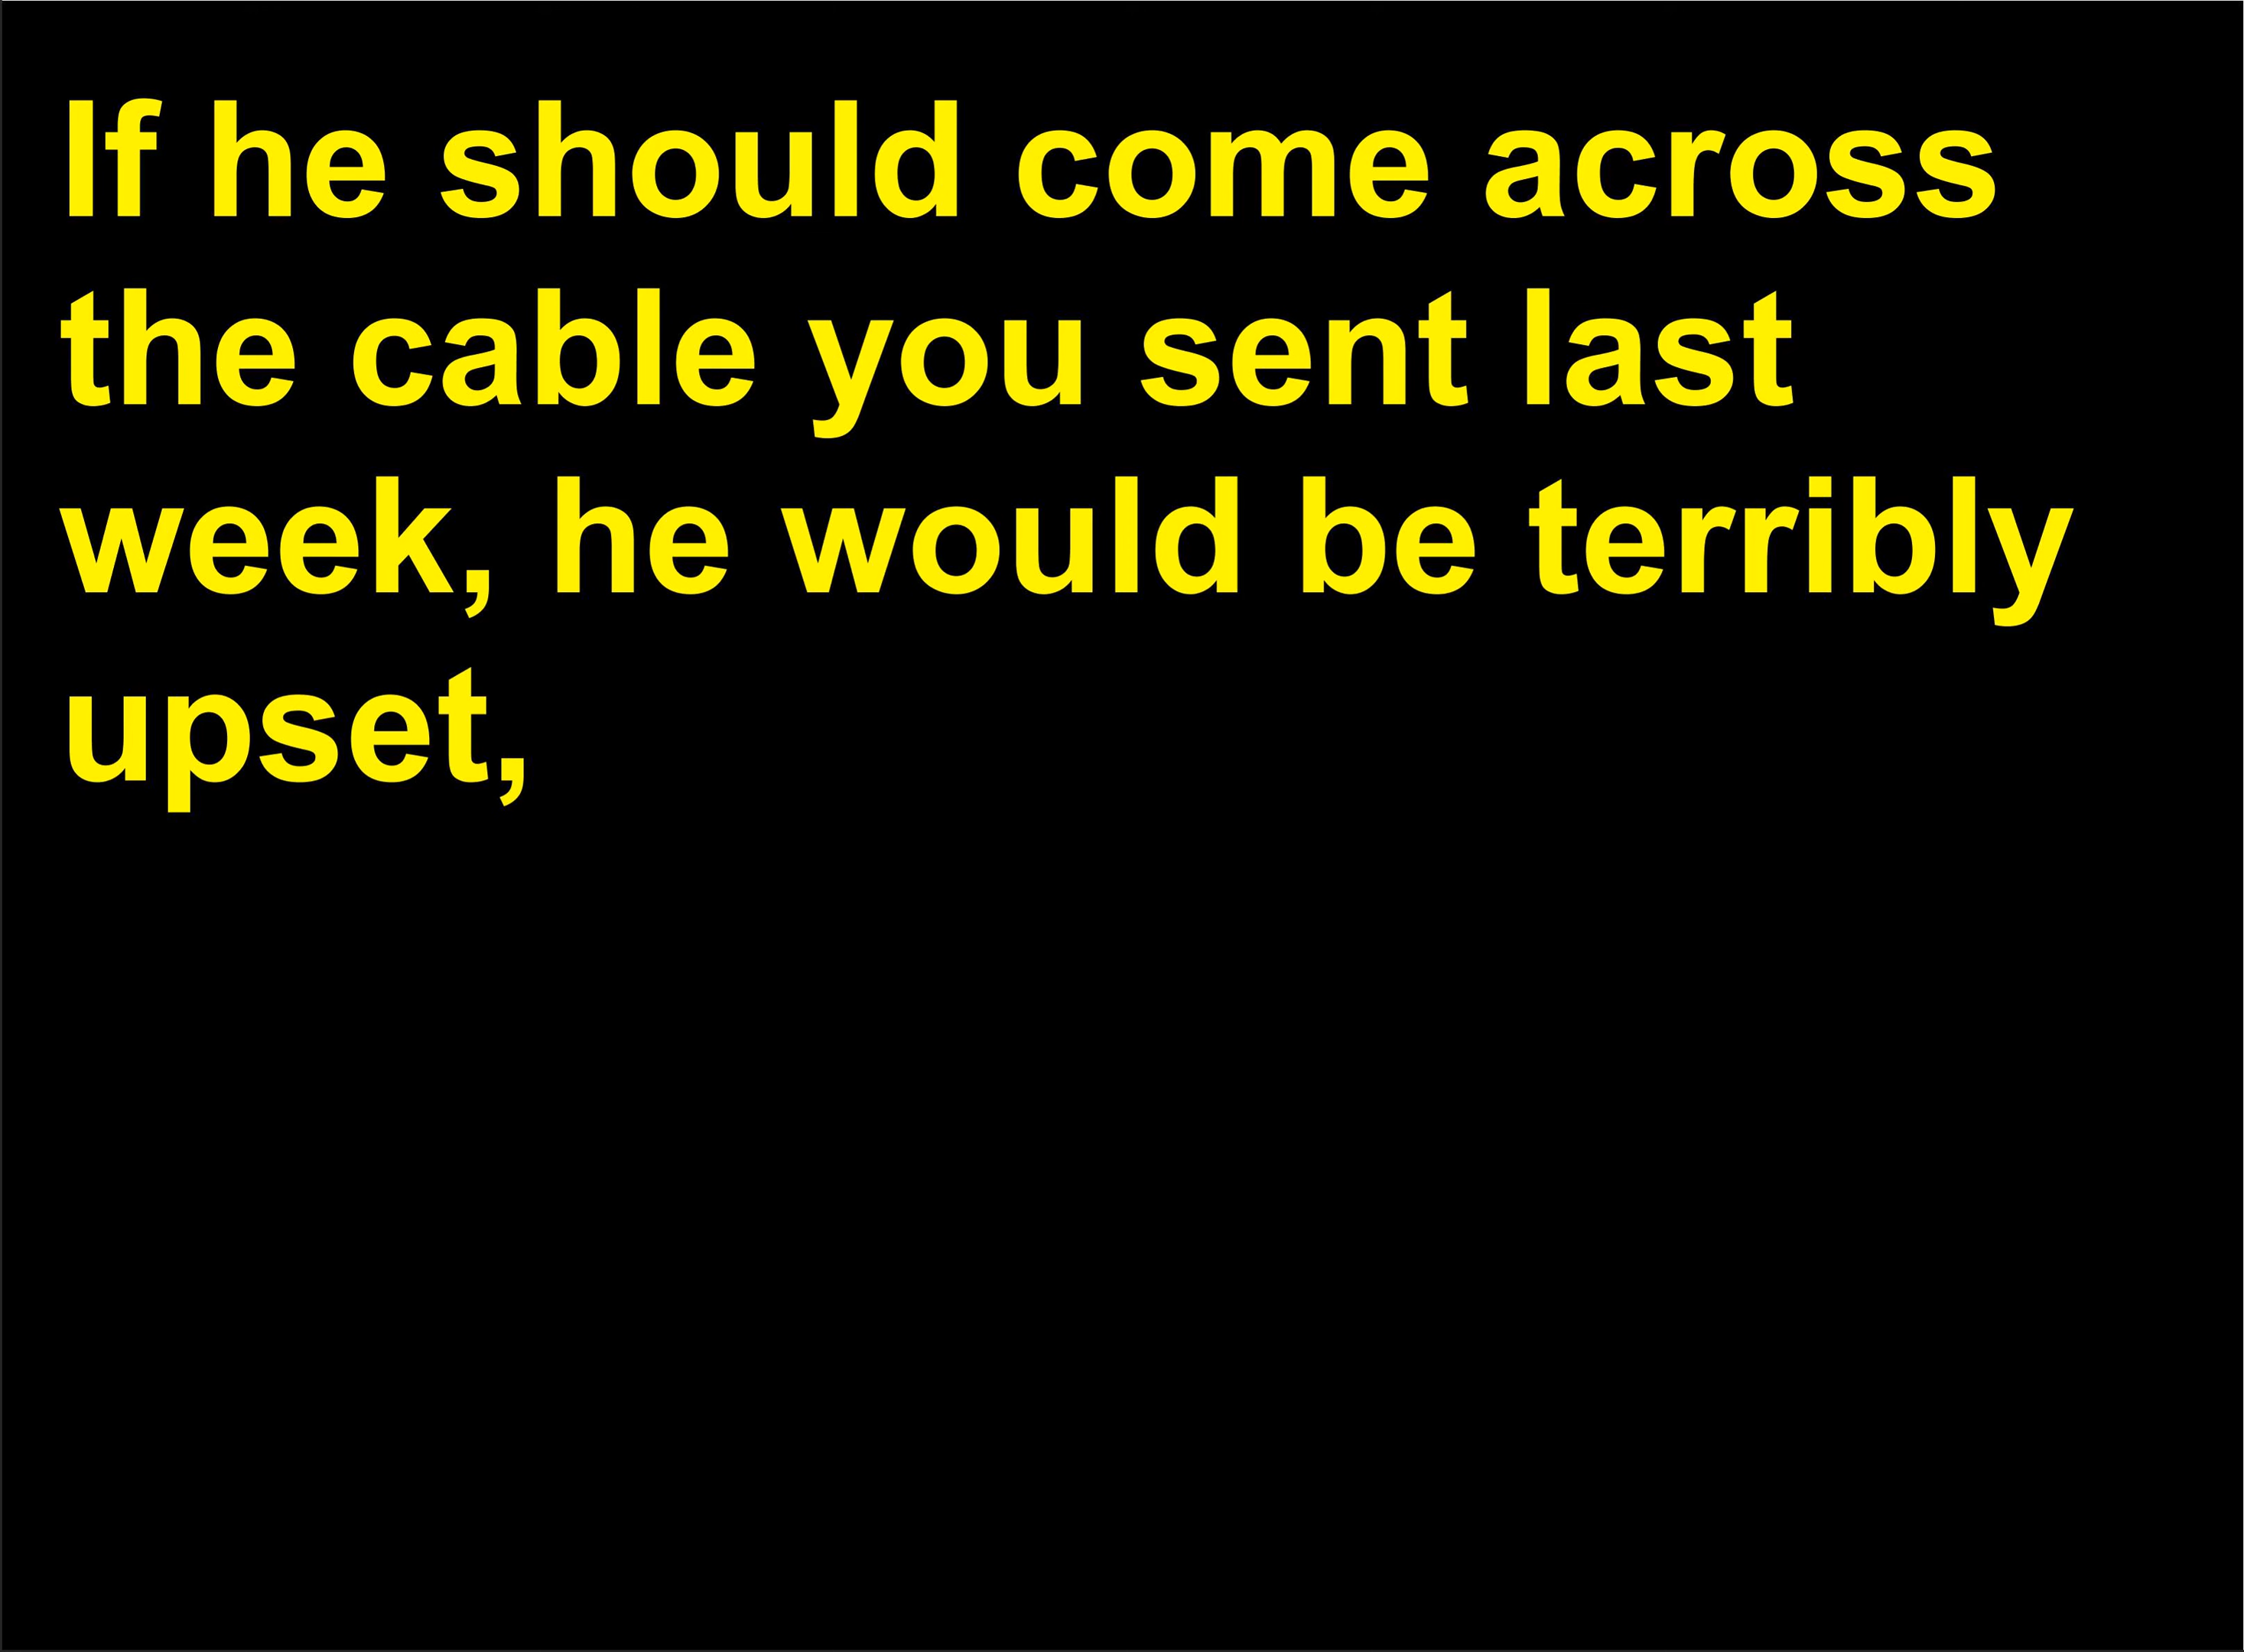 If he should come across
the cable you sent last
week, he would be terribly
upset,